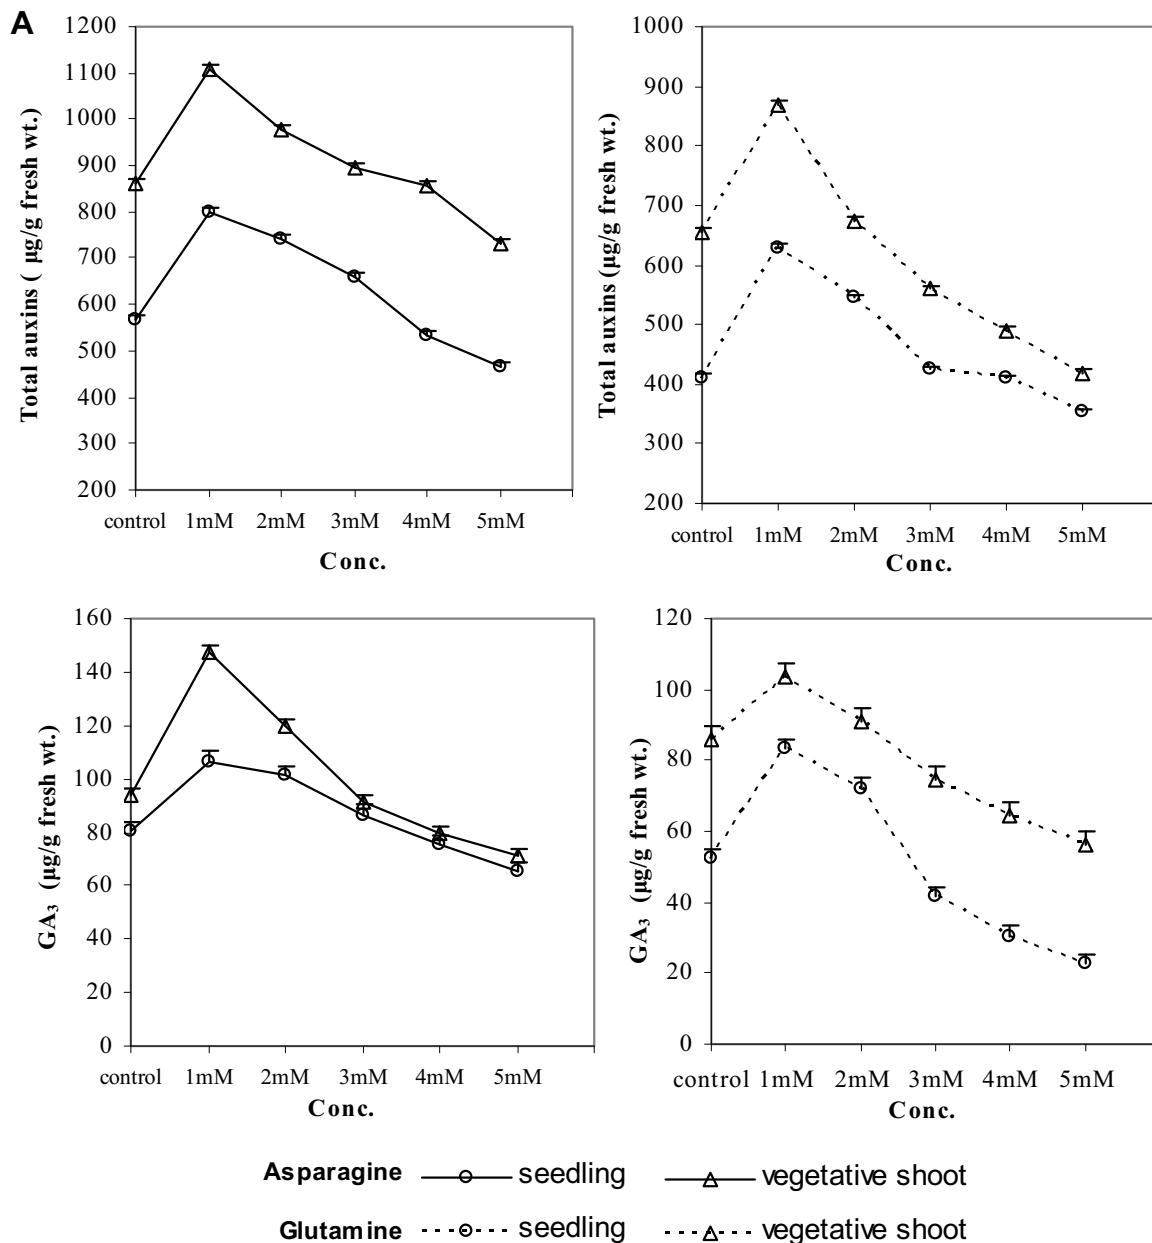 A
Total auxins ( µg/g fresh wt.)
1200
1100
1000
900
800
700
600
500
400
300
200
control 1mM 2mM 3mM 4mM 5mM
Conc.
Total auxins (µg/g fresh wt.)
1000
900
800
700
600
500
400
300
200
control 1mM 2mM 3mM 4mM 5mM
Conc.
GA₃ (µg/g fresh wt.)
160
140
120
100
80
60
40
20
0
control 1mM 2mM 3mM 4mM 5mM
Conc.
GA₃ (µg/g fresh wt.)
120
100
80
60
40
20
0
control 1mM 2mM 3mM 4mM 5mM
Conc.
Asparagine seedling vegetative shoot
Glutamine seedling vegetative shoot